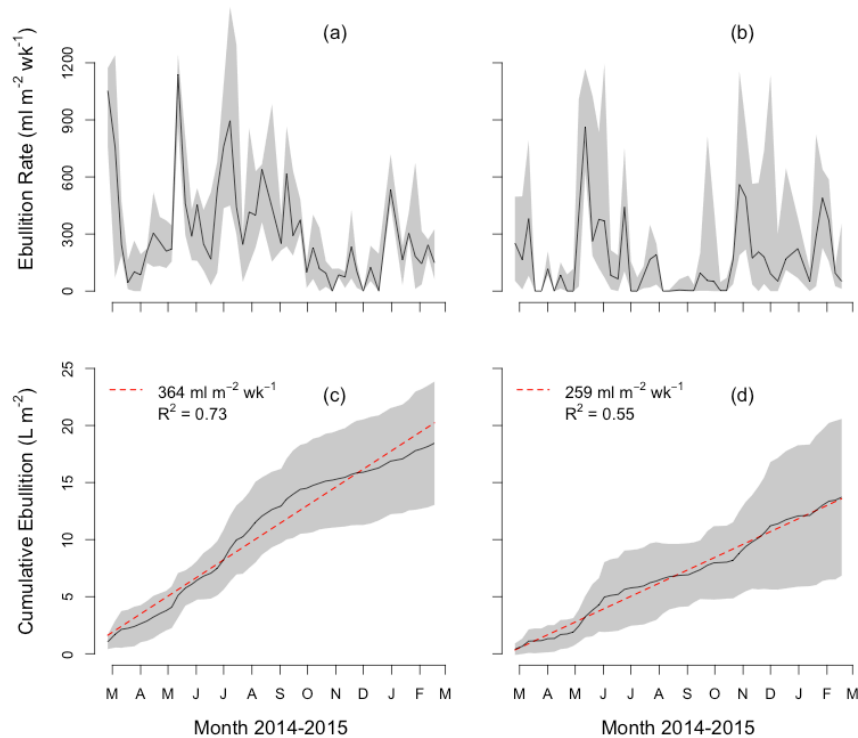 (a)
(b)
Ebullition Rate (ml m⁻² wk⁻¹)
1200
900
600
300
0
Cumulative Ebullition (L m⁻²)
25
20
15
10
5
0
364 ml m⁻² wk⁻¹
R² = 0.73
(c)
259 ml m⁻² wk⁻¹
R² = 0.55
(d)
M A M J J A S O N D J F M
M A M J J A S O N D J F M
Month 2014-2015
Month 2014-2015